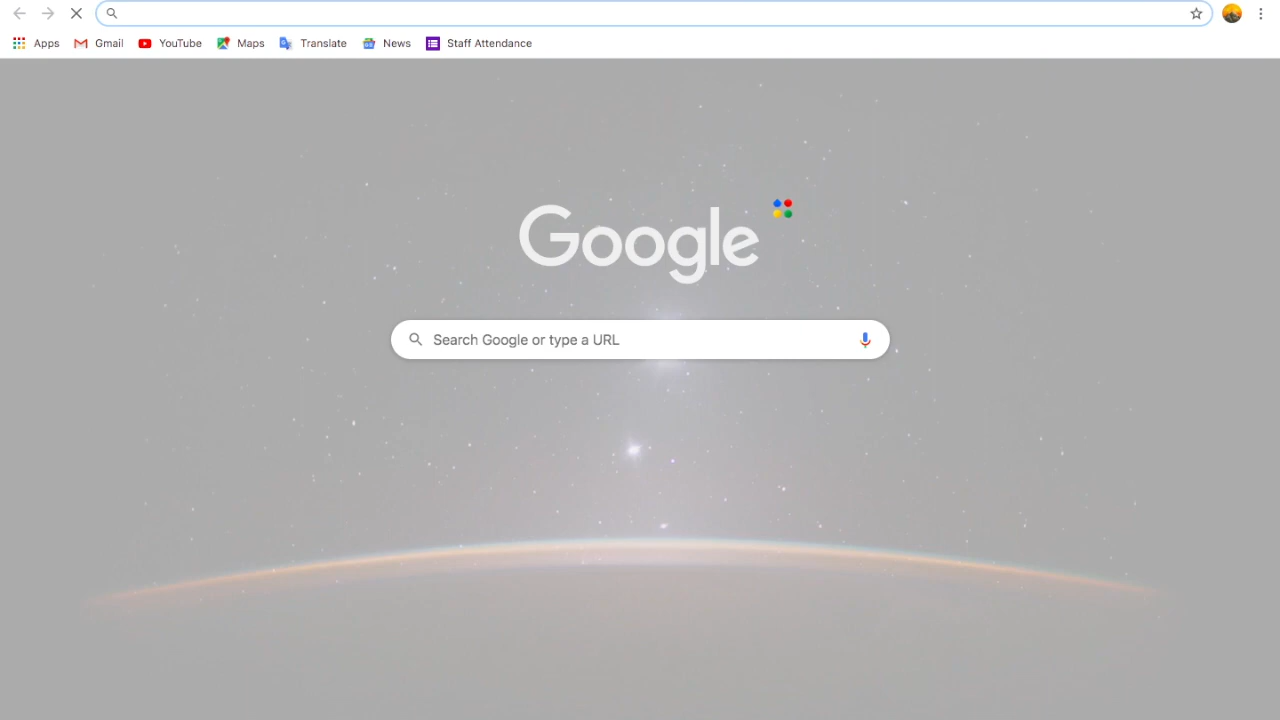 Apps Gmail YouTube Maps Translate News Staff Attendance
Google
Search Google or type a URL